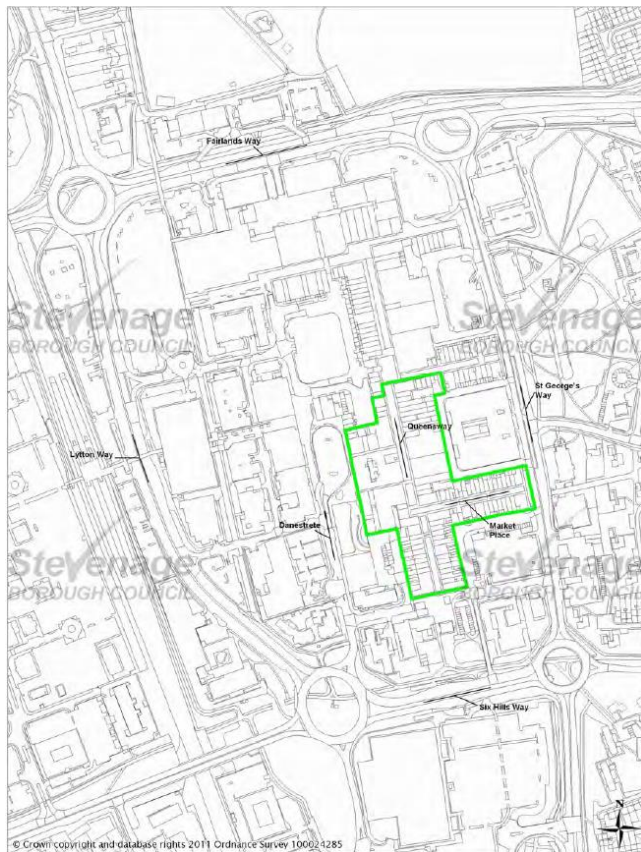 Fairlands Way
Stevenage
BOROUGH COUNCIL
Stevenage
BOROUGH COUNCIL
St George's
Way
Queensway
Lytton Way
Danestrete
Market
Place
Stevenage
BOROUGH COUNCIL
Stevenage
BOROUGH COUNCIL
Six Hills Way
N
© Crown copyright and database rights 2011 Ordnance Survey 100024285